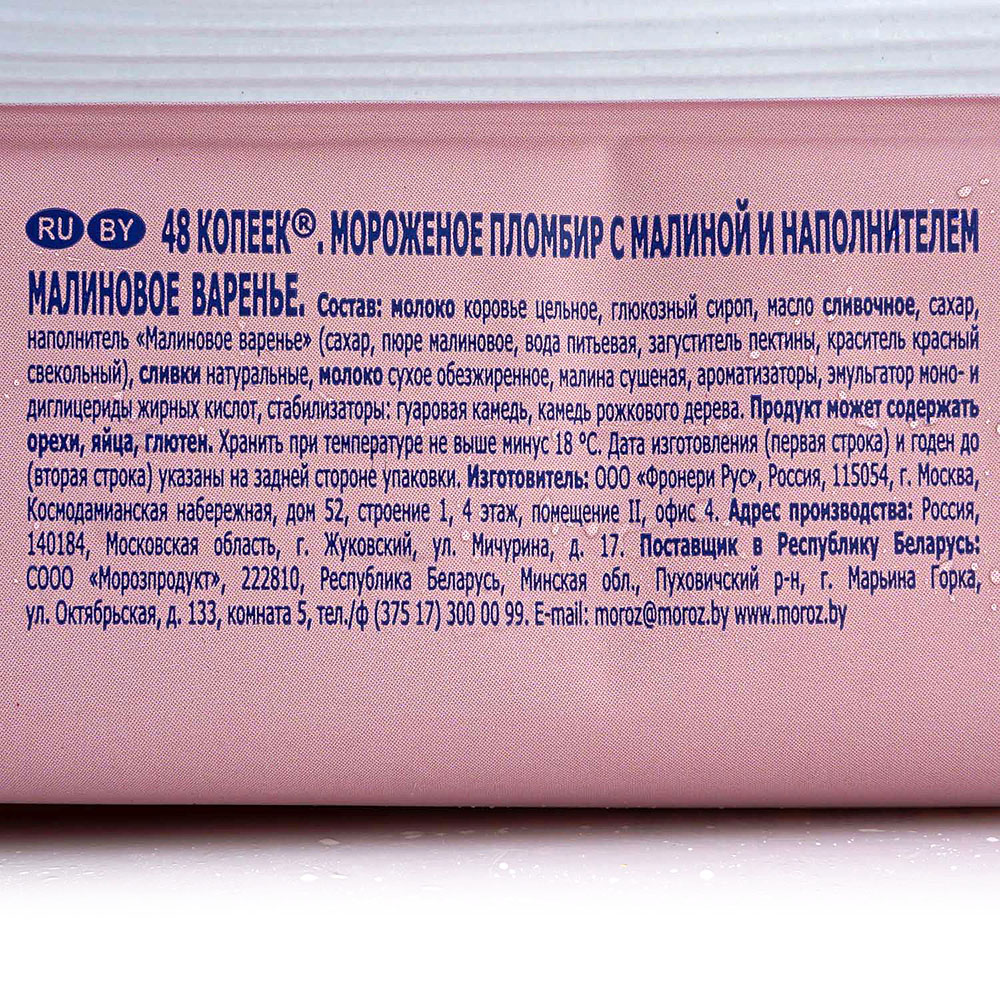 RU BY 48 КОПЕЕК®. МОРОЖЕНОЕ ПЛОМБИР С МАЛИНОЙ И НАПОЛНИТЕЛЕМ
МАЛИНОВОЕ ВАРЕНЬЕ. Состав: молоко коровье цельное, глюкозный сироп, масло сливочное, сахар,
наполнитель «Малиновое варенье» (сахар, пюре малиновое, вода питьевая, загуститель пектины, краситель красный
свекольный), сливки натуральные, молоко сухое обезжиренное, малина сушеная, ароматизаторы, эмульгатор моно- и
диглицериды жирных кислот, стабилизаторы: гуаровая камедь, камедь рожкового дерева. Продукт может содержать
орехи, яйца, глютен. Хранить при температуре не выше минус 18 ºС. Дата изготовления (первая строка) и годен до
(вторая строка) указаны на задней стороне упаковки. Изготовитель: ООО «Фронери Рус», Россия, 115054, г. Москва,
Космодамианская набережная, дом 52, строение 1, 4 этаж, помещение II, офис 4. Адрес производства: Россия,
140184, Московская область, г. Жуковский, ул. Мичурина, д. 17. Поставщик в Республику Беларусь:
СООО «Морозпродукт», 222810, Республика Беларусь, Минская обл., Пуховичский р-н, г. Марьина Горка,
ул. Октябрьская, д. 133, комната 5, тел./ф (375 17) 300 00 99. E-mail: moroz@moroz.by www.moroz.by